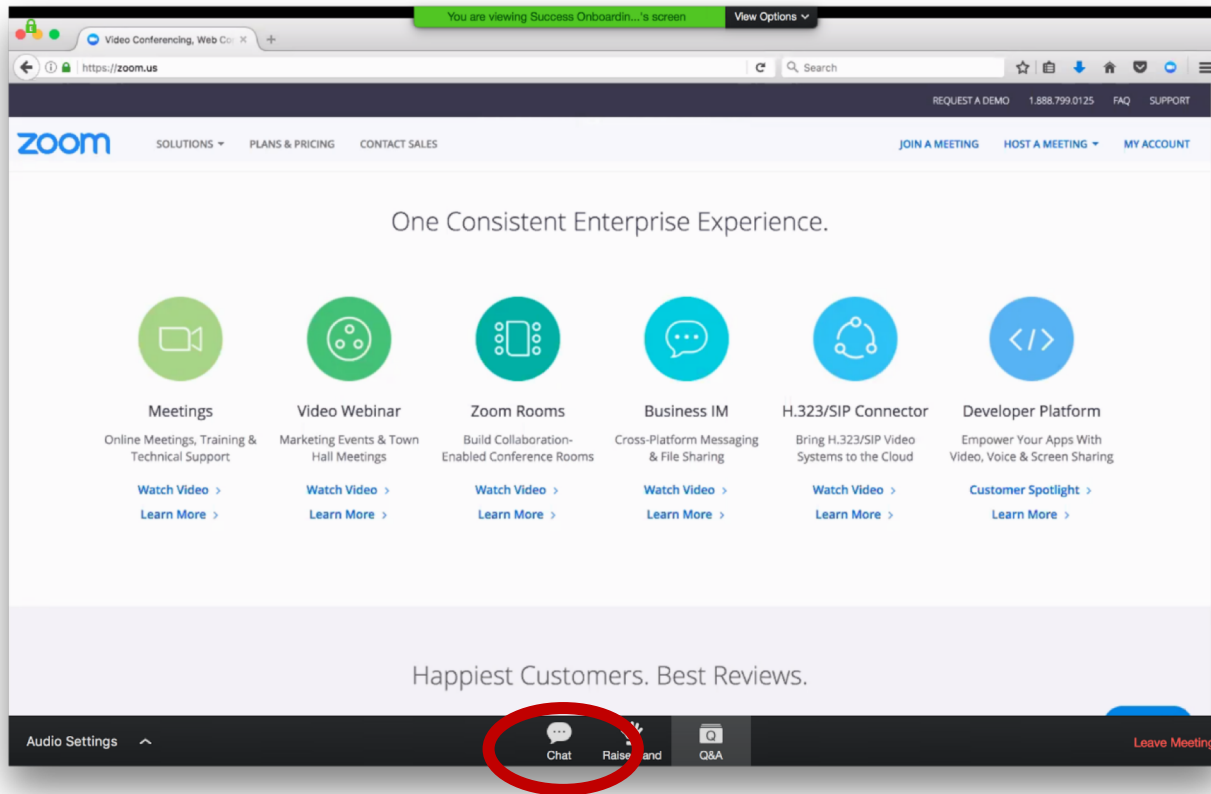 You are viewing Success Onboardin...'s screen View Options
Video Conferencing, Web Co
https://zoom.us Search
REQUEST A DEMO 1.888.799.0125 FAQ SUPPORT
zoom SOLUTIONS PLANS & PRICING CONTACT SALES JOIN A MEETING HOST A MEETING MY ACCOUNT
One Consistent Enterprise Experience.
Meetings Video Webinar Zoom Rooms Business IM H.323/SIP Connector Developer Platform
Online Meetings, Training & Marketing Events & Town Build Collaboration- Cross-Platform Messaging Bring H.323/SIP Video Empower Your Apps With
Technical Support Hall Meetings Enabled Conference Rooms & File Sharing Systems to the Cloud Video, Voice & Screen Sharing
Watch Video > Watch Video > Watch Video > Watch Video > Watch Video > Customer Spotlight >
Learn More > Learn More > Learn More > Learn More > Learn More > Learn More >
Happiest Customers. Best Reviews.
Audio Settings Chat Raise and Q&A Leave Meeting